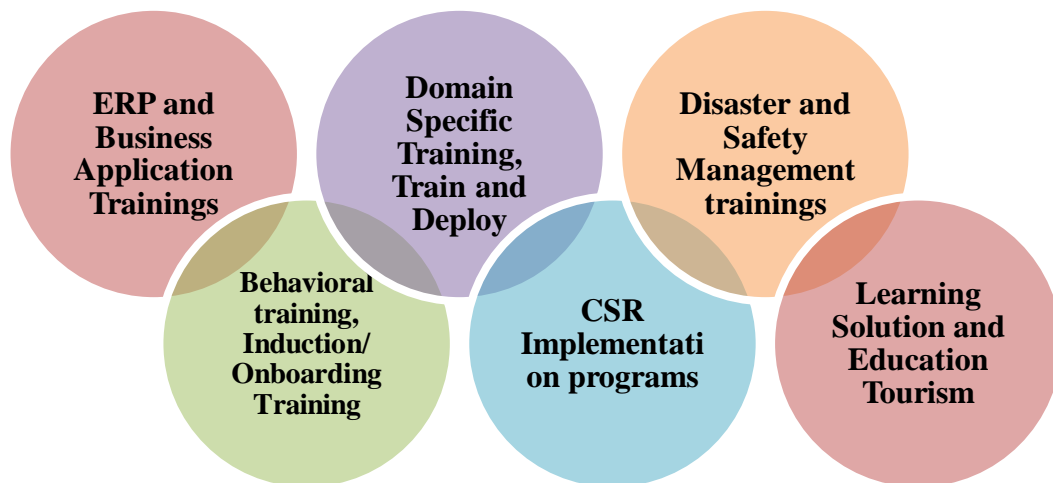 ERP and
Business
Application
Trainings
Behavioral
training,
Induction/
Onboarding
Training
Domain
Specific
Training,
Train and
Deploy
CSR
Implementati
on programs
Disaster and
Safety
Management
trainings
Learning
Solution and
Education
Tourism